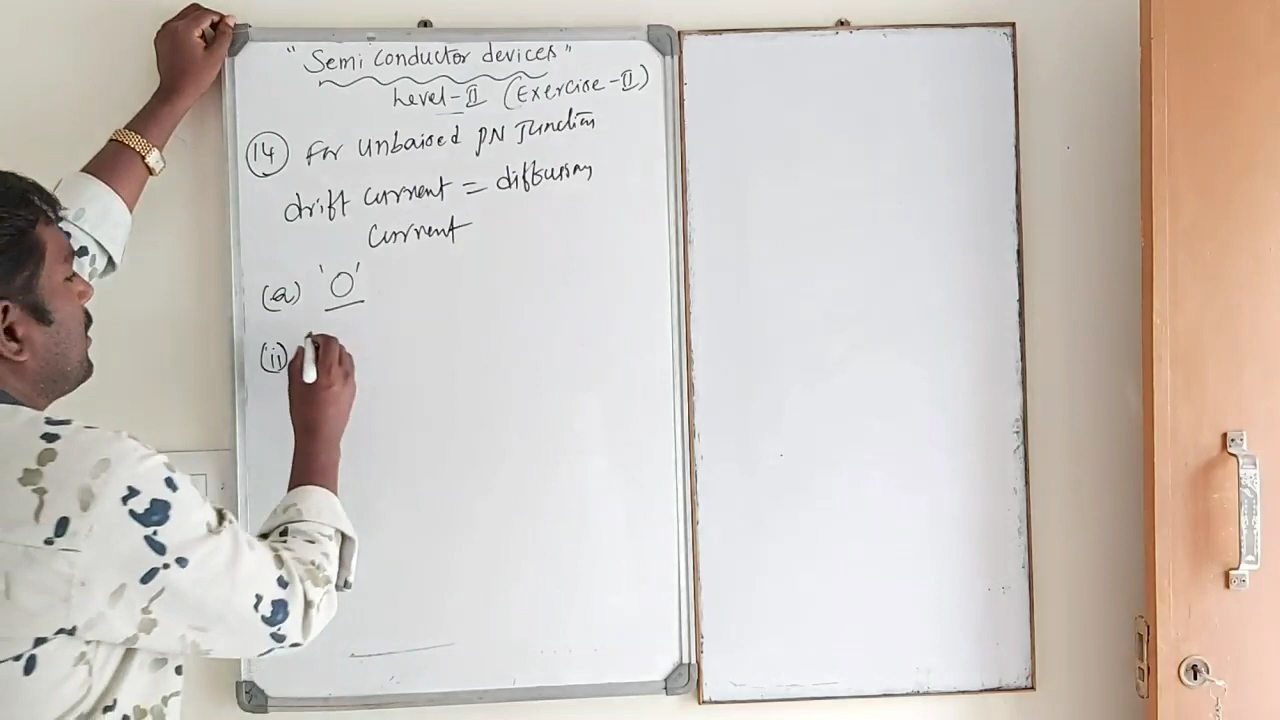 "Semi Conductor devices"
Level-II (Exercise-II)
(14) For Unbaised PN Junction
drift current = diffusion
current
(a) 'O'
(ii)